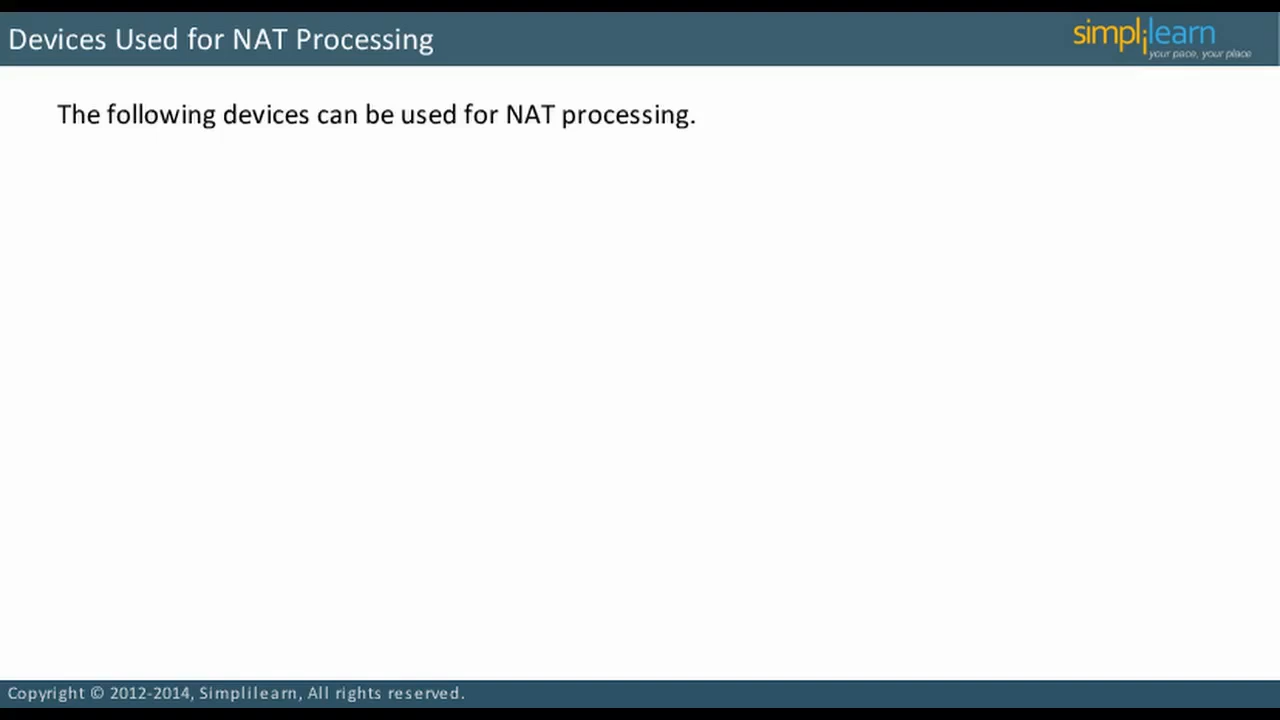 Devices Used for NAT Processing
simplilearn
your pace, your place
The following devices can be used for NAT processing.
Copyright © 2012-2014, Simplilearn, All rights reserved.